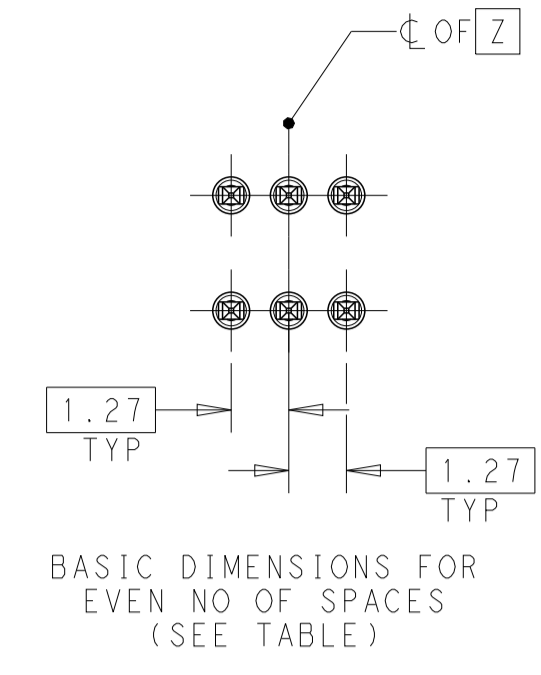 ℄ OF Z
1.27
TYP
1.27
TYP
BASIC DIMENSIONS FOR
EVEN NO OF SPACES
(SEE TABLE)